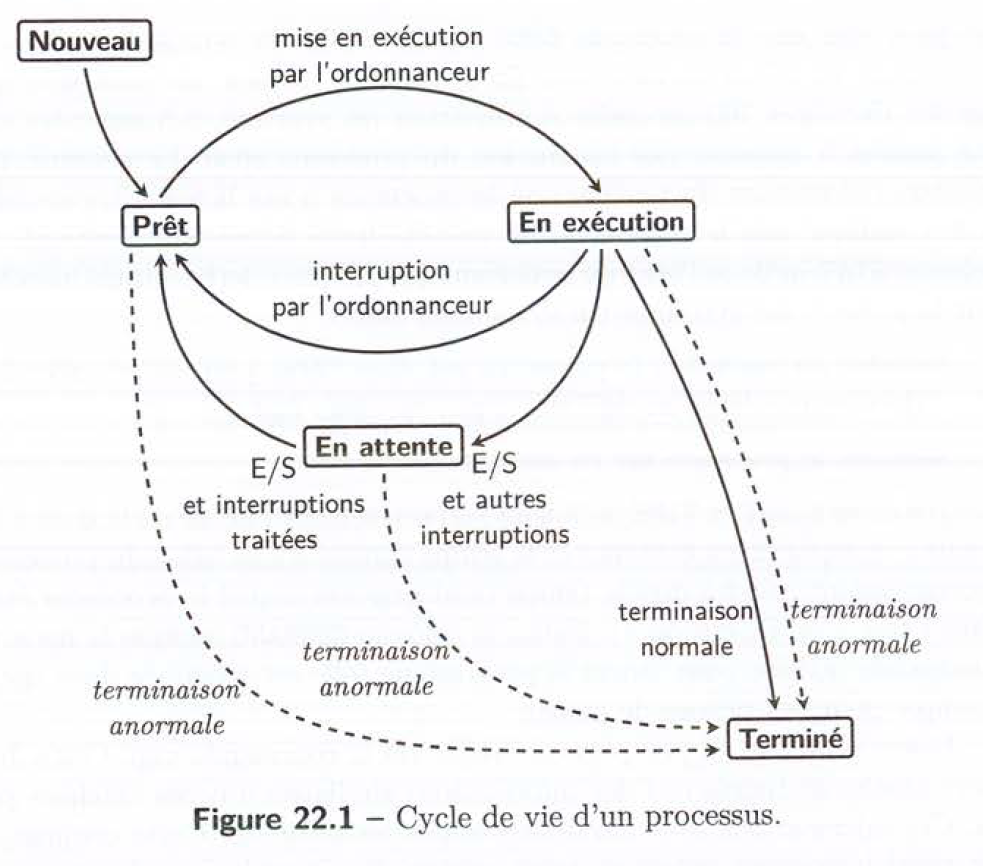 Nouveau
mise en exécution
par l'ordonnanceur
Prêt
En exécution
interruption
par l'ordonnanceur
En attente
E/S
et interruptions
traitées
E/S
et autres
interruptions
terminaison
normale
terminaison
anormale
terminaison
anormale
terminaison
anormale
Terminé
Figure 22.1 – Cycle de vie d'un processus.